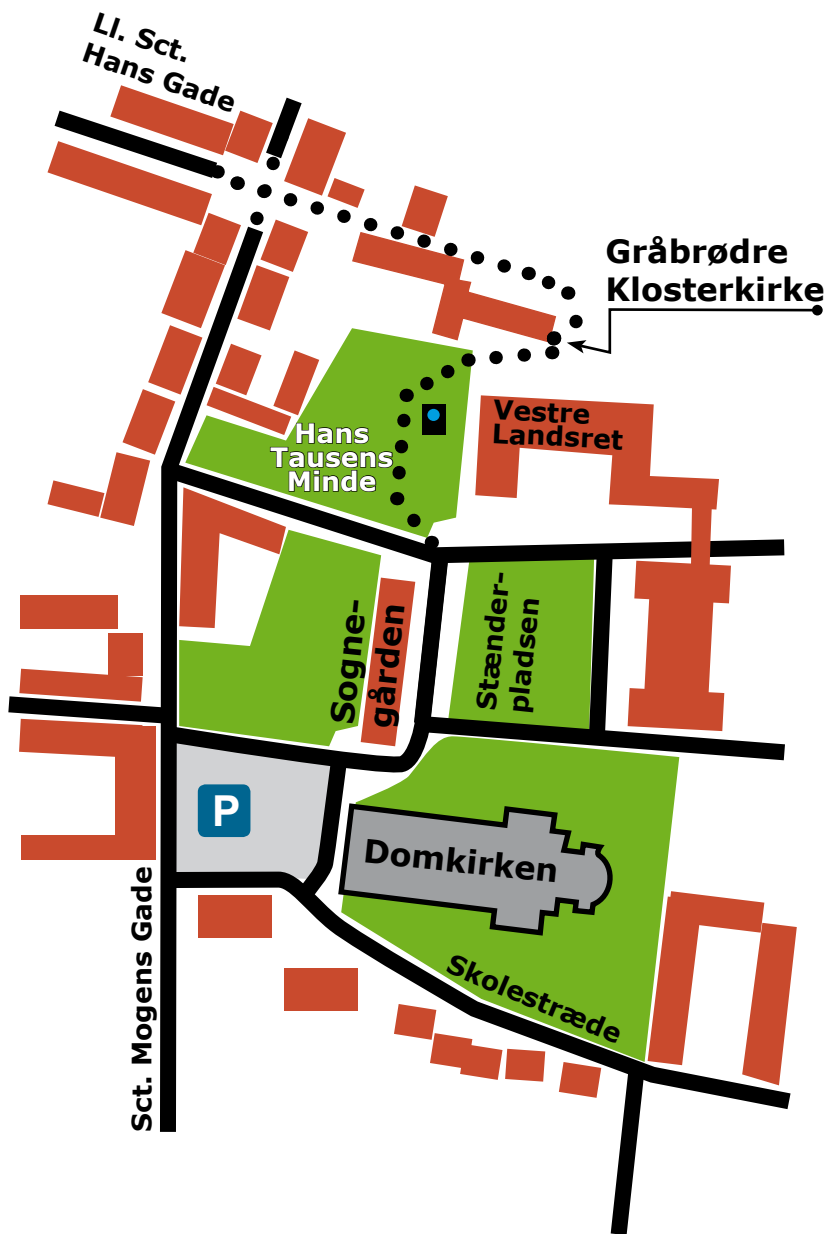 Ll. Sct.
Hans Gade
Gråbrødre
Klosterkirke
Vestre
Landsret
Hans
Tausens
Minde
Sogne-
gården
Stænder-
pladsen
P
Domkirken
Sct. Mogens Gade
Skolestræde